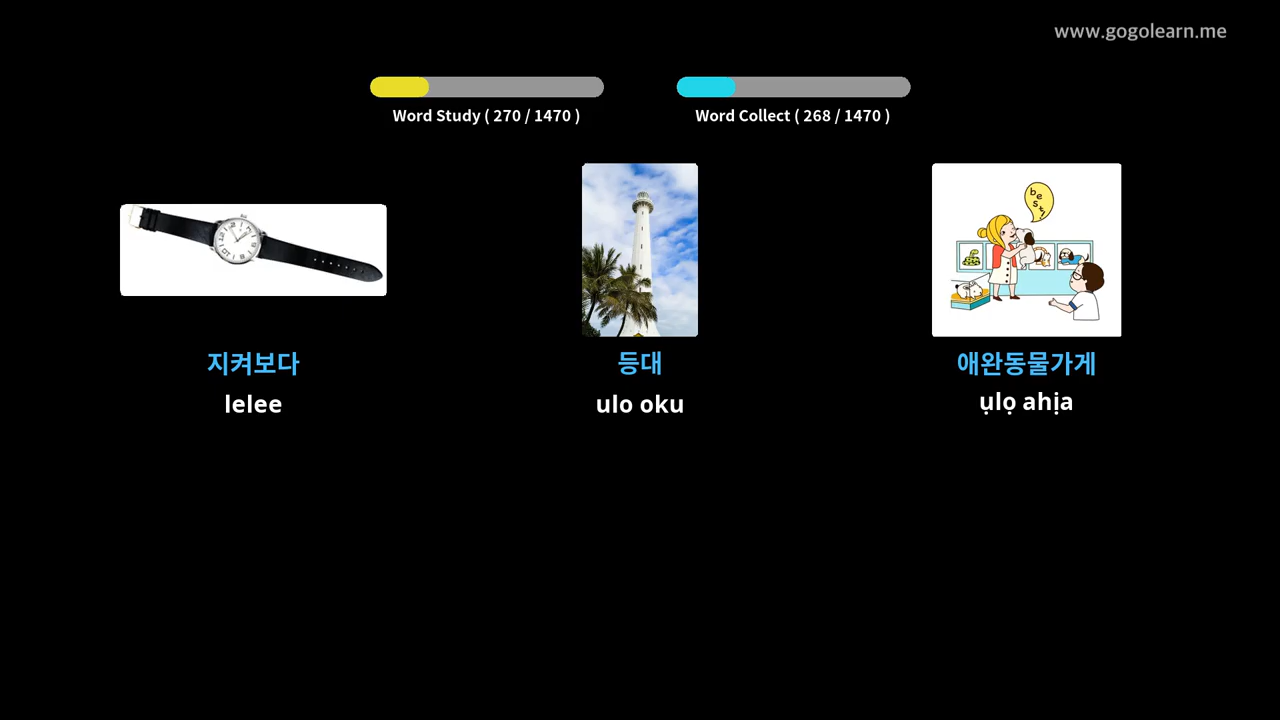 www.gogolearn.me
Word Study ( 270 / 1470 )
Word Collect ( 268 / 1470 )
best
지켜보다
등대
애완동물가게
lelee
ulo oku
ụlọ ahịa